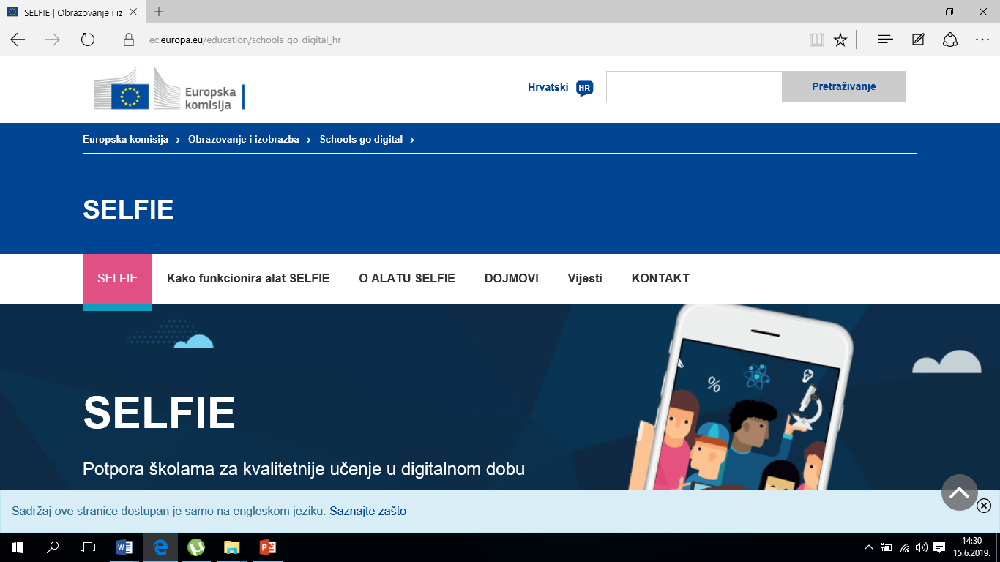 SELFIE | Obrazovanje i iz
ec.europa.eu/education/schools-go-digital_hr
Europska
komisija
Hrvatski HR
Pretraživanje
Europska komisija > Obrazovanje i izobrazba > Schools go digital >
SELFIE
SELFIE Kako funkcionira alat SELFIE O ALATU SELFIE DOJMOVI Vijesti KONTAKT
%
SELFIE
Potpora školama za kvalitetnije učenje u digitalnom dobu
Sadržaj ove stranice dostupan je samo na engleskom jeziku. Saznajte zašto
14:30
15.6.2019.